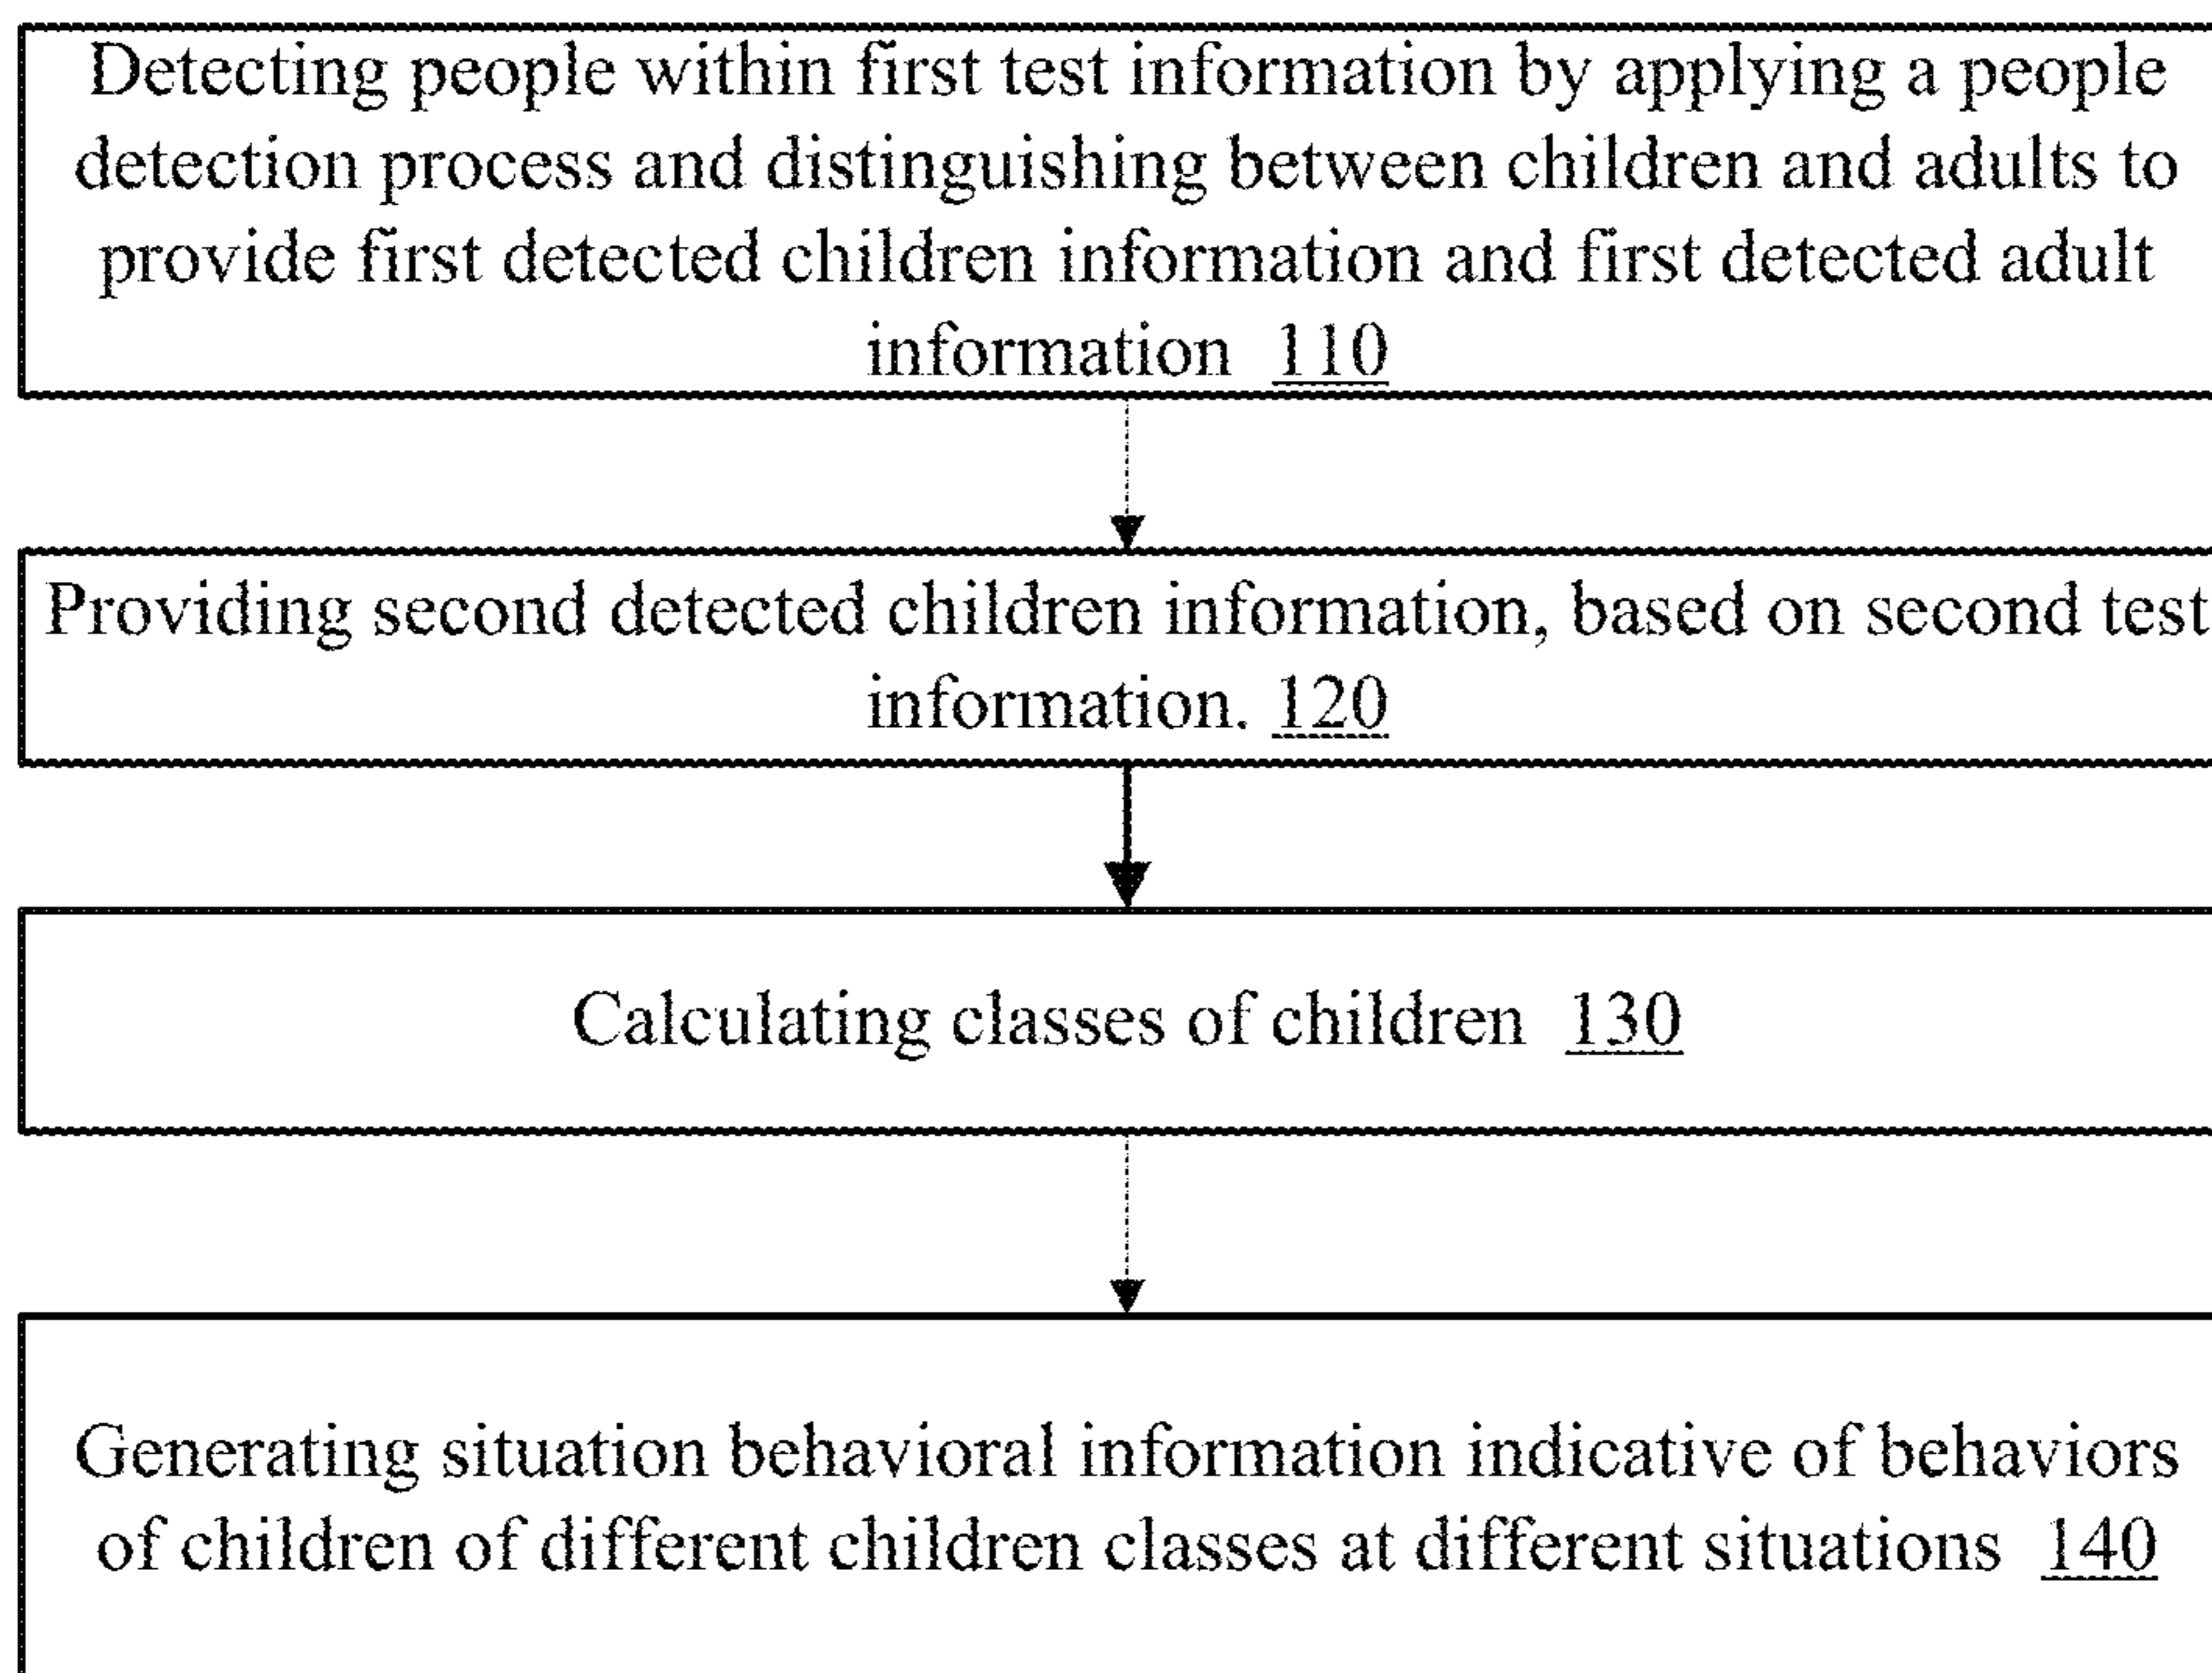 Detecting people within first test information by applying a people
detection process and distinguishing between children and adults to
provide first detected children information and first detected adult
information 110
Providing second detected children information, based on second test
information. 120
Calculating classes of children 130
Generating situation behavioral information indicative of behaviors
of children of different children classes at different situations 140